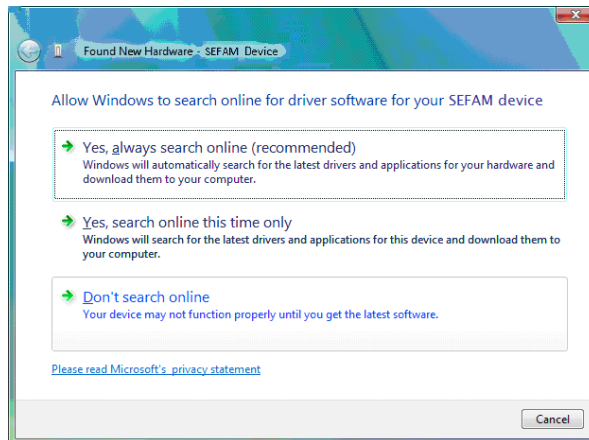 Found New Hardware - SEFAM Device
Allow Windows to search online for driver software for your SEFAM device
Yes, always search online (recommended)
Windows will automatically search for the latest drivers and applications for your hardware and
download them to your computer.
Yes, search online this time only
Windows will search for the latest drivers and applications for this device and download them to
your computer.
Don't search online
Your device may not function properly until you get the latest software.
Please read Microsoft's privacy statement
Cancel